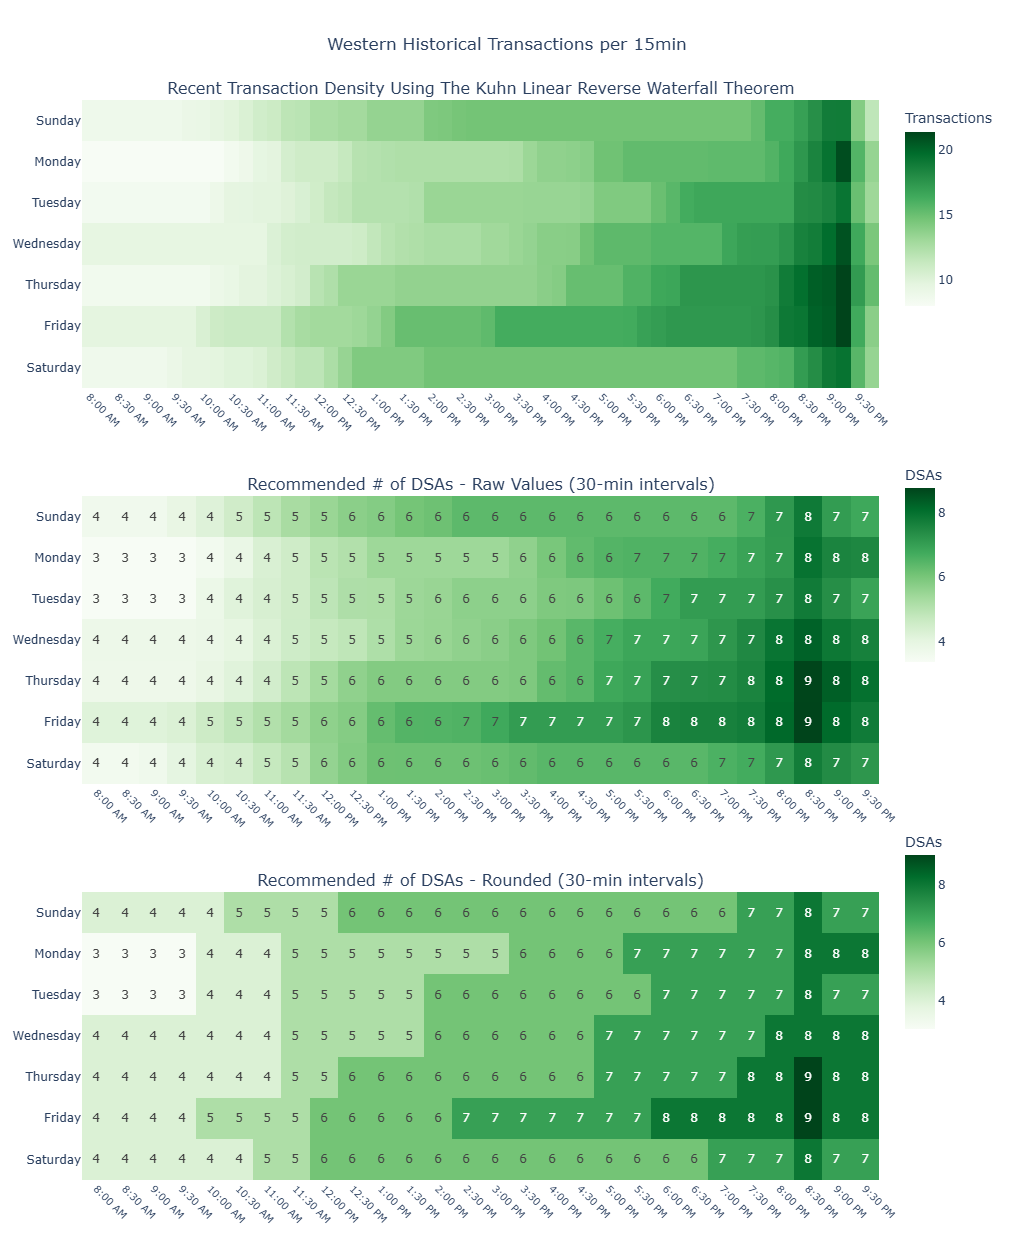 Western Historical Transactions per 15min
Recent Transaction Density Using The Kuhn Linear Reverse Waterfall Theorem
Transactions
20
15
10
Sunday
Monday
Tuesday
Wednesday
Thursday
Friday
Saturday
8:00 AM 8:30 AM 9:00 AM 9:30 AM 10:00 AM 10:30 AM 11:00 AM 11:30 AM 12:00 PM 12:30 PM 1:00 PM 1:30 PM 2:00 PM 2:30 PM 3:00 PM 3:30 PM 4:00 PM 4:30 PM 5:00 PM 5:30 PM 6:00 PM 6:30 PM 7:00 PM 7:30 PM 8:00 PM 8:30 PM 9:00 PM 9:30 PM
Recommended # of DSAs - Raw Values (30-min intervals)
DSAs
8
6
4
Sunday 4 4 4 4 4 5 5 5 5 6 6 6 6 6 6 6 6 6 6 6 6 6 6 7 7 8 7 7
Monday 3 3 3 3 4 4 4 5 5 5 5 5 5 5 5 6 6 6 6 7 7 7 7 7 7 8 8 8
Tuesday 3 3 3 3 4 4 4 5 5 5 5 5 6 6 6 6 6 6 6 6 7 7 7 7 7 8 7 7
Wednesday 4 4 4 4 4 4 4 5 5 5 5 5 6 6 6 6 6 6 7 7 7 7 7 7 8 8 8 8
Thursday 4 4 4 4 4 4 4 5 5 6 6 6 6 6 6 6 6 6 7 7 7 7 7 8 8 9 8 8
Friday 4 4 4 4 5 5 5 5 6 6 6 6 6 7 7 7 7 7 7 7 8 8 8 8 8 9 8 8
Saturday 4 4 4 4 4 4 5 5 6 6 6 6 6 6 6 6 6 6 6 6 6 6 7 7 7 8 7 7
8:00 AM 8:30 AM 9:00 AM 9:30 AM 10:00 AM 10:30 AM 11:00 AM 11:30 AM 12:00 PM 12:30 PM 1:00 PM 1:30 PM 2:00 PM 2:30 PM 3:00 PM 3:30 PM 4:00 PM 4:30 PM 5:00 PM 5:30 PM 6:00 PM 6:30 PM 7:00 PM 7:30 PM 8:00 PM 8:30 PM 9:00 PM 9:30 PM
Recommended # of DSAs - Rounded (30-min intervals)
DSAs
8
6
4
Sunday 4 4 4 4 4 5 5 5 5 6 6 6 6 6 6 6 6 6 6 6 6 6 6 7 7 8 7 7
Monday 3 3 3 3 4 4 4 5 5 5 5 5 5 5 5 6 6 6 6 7 7 7 7 7 7 8 8 8
Tuesday 3 3 3 3 4 4 4 5 5 5 5 5 6 6 6 6 6 6 6 6 7 7 7 7 7 8 7 7
Wednesday 4 4 4 4 4 4 4 5 5 5 5 5 6 6 6 6 6 6 7 7 7 7 7 7 8 8 8 8
Thursday 4 4 4 4 4 4 4 5 5 6 6 6 6 6 6 6 6 6 7 7 7 7 7 8 8 9 8 8
Friday 4 4 4 4 5 5 5 5 6 6 6 6 6 7 7 7 7 7 7 7 8 8 8 8 8 9 8 8
Saturday 4 4 4 4 4 4 5 5 6 6 6 6 6 6 6 6 6 6 6 6 6 6 7 7 7 8 7 7
8:00 AM 8:30 AM 9:00 AM 9:30 AM 10:00 AM 10:30 AM 11:00 AM 11:30 AM 12:00 PM 12:30 PM 1:00 PM 1:30 PM 2:00 PM 2:30 PM 3:00 PM 3:30 PM 4:00 PM 4:30 PM 5:00 PM 5:30 PM 6:00 PM 6:30 PM 7:00 PM 7:30 PM 8:00 PM 8:30 PM 9:00 PM 9:30 PM